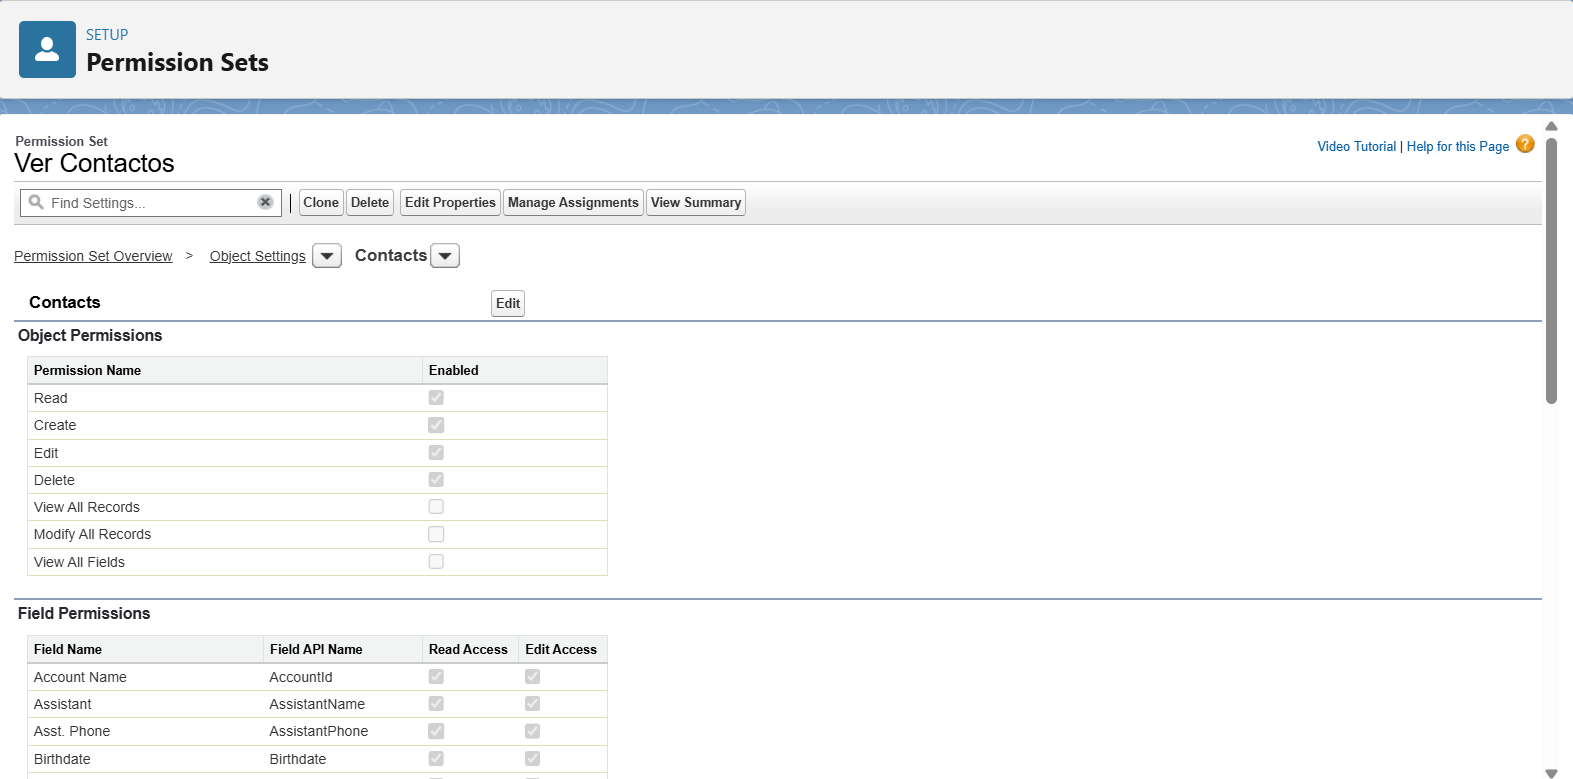 SETUP
Permission Sets
Permission Set
Ver Contactos
Video Tutorial | Help for this Page ?
Find Settings...
Clone Delete Edit Properties Manage Assignments View Summary
Permission Set Overview > Object Settings Contacts
Contacts Edit
Object Permissions
Permission Name Enabled
Read
Create
Edit
Delete
View All Records
Modify All Records
View All Fields
Field Permissions
Field Name Field API Name Read Access Edit Access
Account Name AccountId
Assistant AssistantName
Asst. Phone AssistantPhone
Birthdate Birthdate